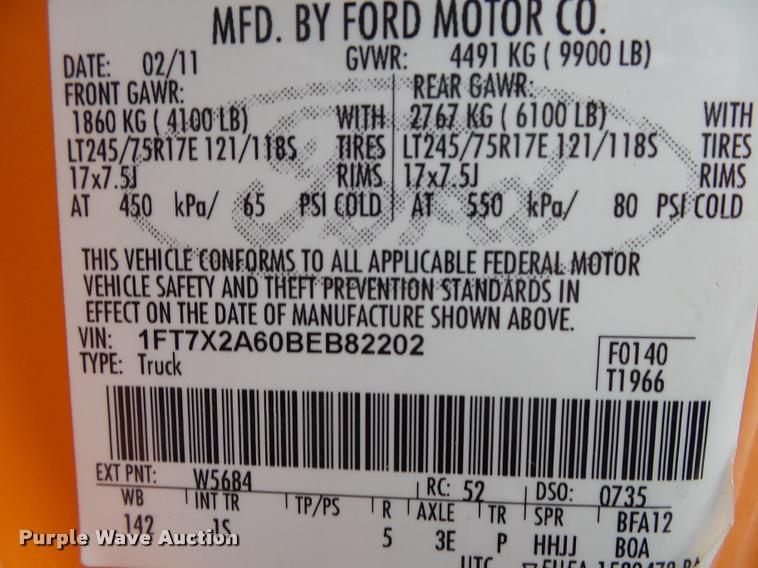 MFD. BY FORD MOTOR CO.
DATE: 02/11 GVWR: 4491 KG ( 9900 LB)
FRONT GAWR: REAR GAWR:
1860 KG ( 4100 LB) WITH 2767 KG ( 6100 LB) WITH
LT245/75R17E 121/118S TIRES LT245/75R17E 121/118S TIRES
17x7.5J RIMS 17x7.5J RIMS
AT 450 kPa/ 65 PSI COLD AT 550 kPa/ 80 PSI COLD
Ford
THIS VEHICLE CONFORMS TO ALL APPLICABLE FEDERAL MOTOR
VEHICLE SAFETY AND THEFT PREVENTION STANDARDS IN
EFFECT ON THE DATE OF MANUFACTURE SHOWN ABOVE.
VIN: 1FT7X2A60BEB82202
TYPE: Truck
F0140
T1966
EXT PNT: W5684 RC: 52 DSO: 0735
WB INT TR TP/PS R AXLE TR SPR BFA12
142 1S 5 3E P HHJJ B0A
UTC
Purple Wave Auction